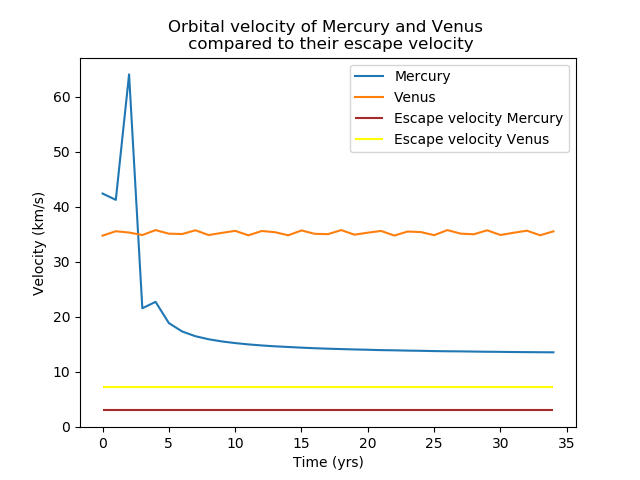 Orbital velocity of Mercury and Venus
compared to their escape velocity
Mercury
Venus
Escape velocity Mercury
Escape velocity Venus
Velocity (km/s)
60
50
40
30
20
10
0
0 5 10 15 20 25 30 35
Time (yrs)